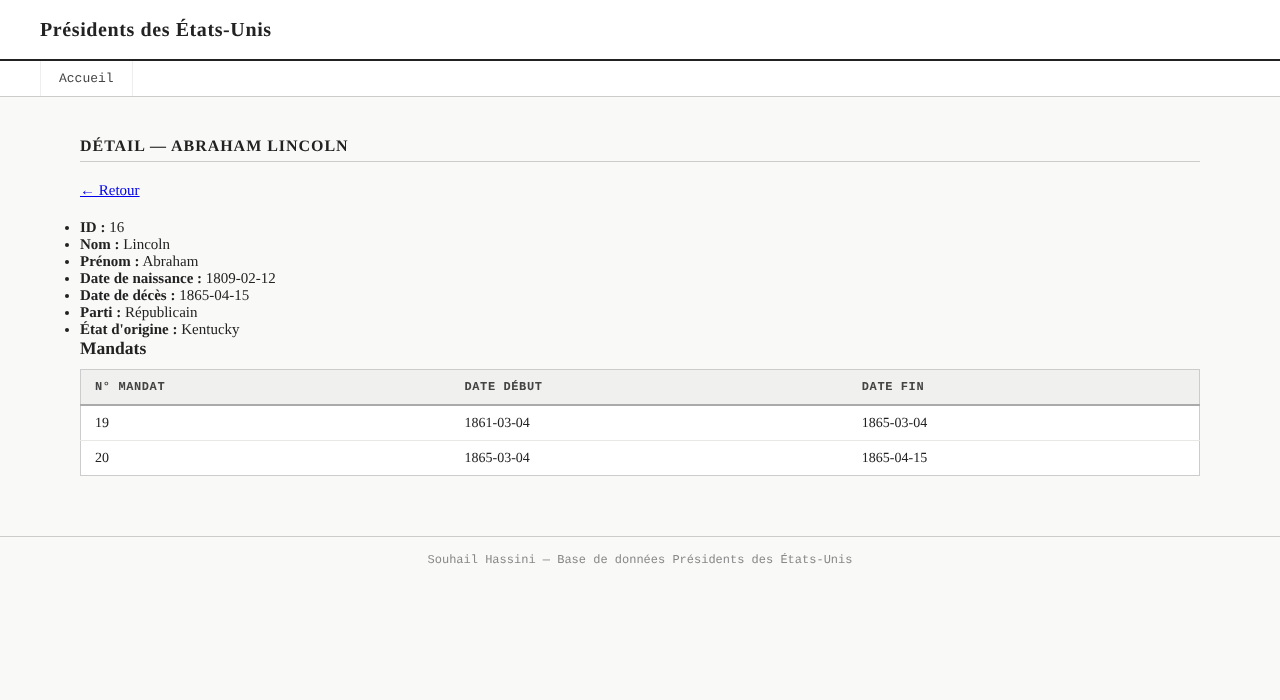 Présidents des États-Unis
Accueil
DÉTAIL — ABRAHAM LINCOLN
← Retour
ID : 16
Nom : Lincoln
Prénom : Abraham
Date de naissance : 1809-02-12
Date de décès : 1865-04-15
Parti : Républicain
État d'origine : Kentucky
Mandats
N° MANDAT DATE DÉBUT DATE FIN
19 1861-03-04 1865-03-04
20 1865-03-04 1865-04-15
Souhail Hassini — Base de données Présidents des États-Unis